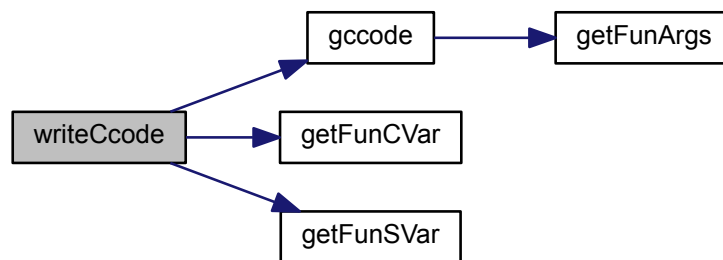 gccode
getFunArgs
writeCcode
getFunCVar
getFunSVar